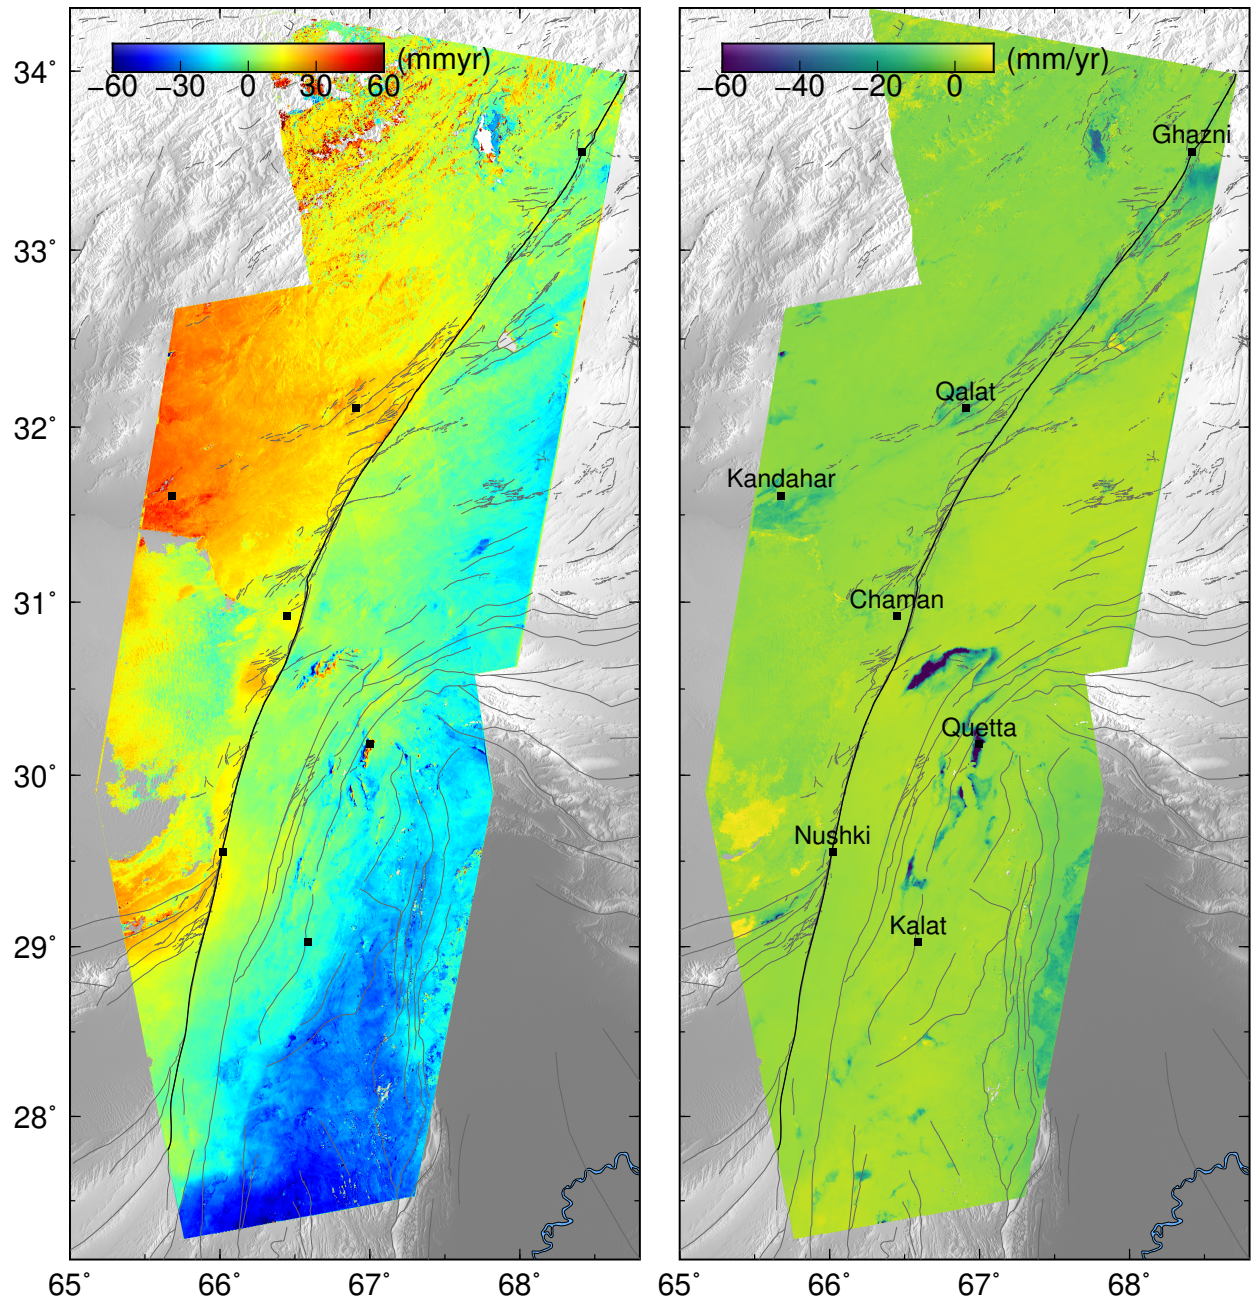 (mmyr)
−60 −30 0 30 60
(mm/yr)
−60 −40 −20 0
34˚
33˚
32˚
31˚
30˚
29˚
28˚
Ghazni
Qalat
Kandahar
Chaman
Quetta
Nushki
Kalat
65˚ 66˚ 67˚ 68˚
65˚ 66˚ 67˚ 68˚